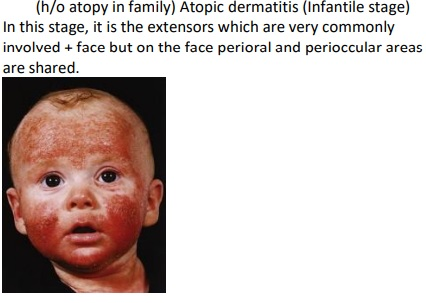 (h/o atopy in family) Atopic dermatitis (Infantile stage)
In this stage, it is the extensors which are very commonly
involved + face but on the face perioral and perioccular areas
are shared.